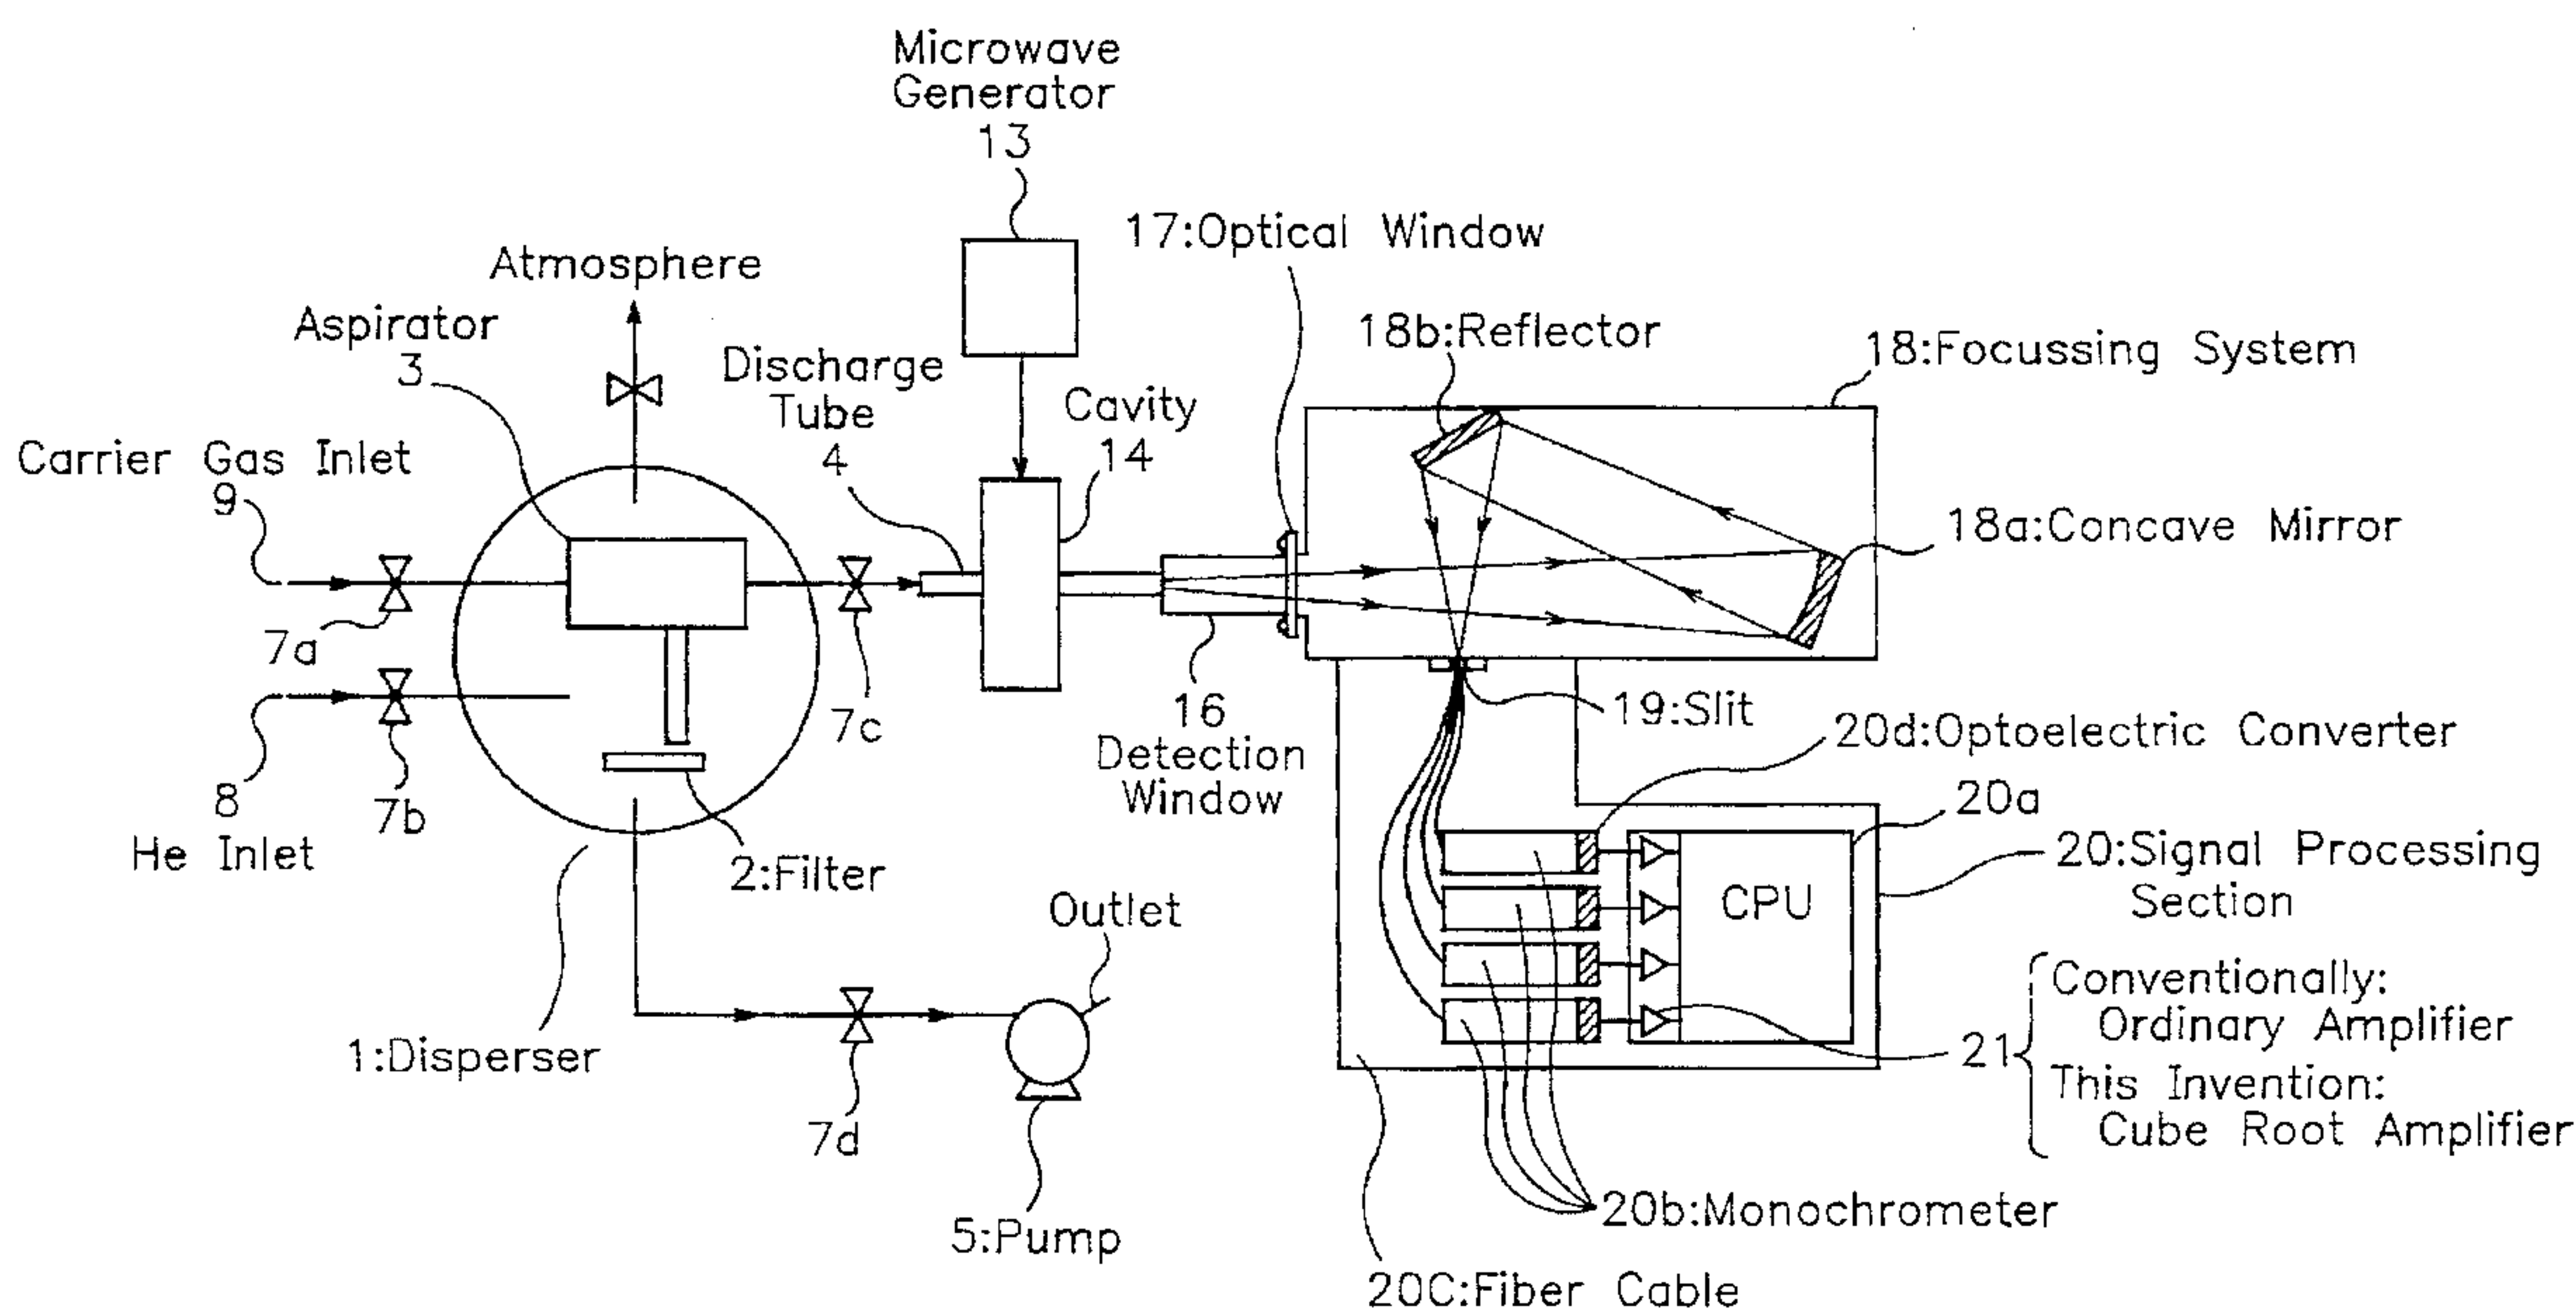 Microwave
Generator
13
17:Optical Window
Atmosphere
Aspirator
3
18b:Reflector
18:Focussing System
Discharge
Tube
4
Cavity
14
Carrier Gas Inlet
9
18a:Concave Mirror
7a
7c
16
Detection
Window
19:Slit
20d:Optoelectric Converter
8
He Inlet
7b
20a
2:Filter
CPU
20:Signal Processing
Section
Outlet
1:Disperser
7d
21
Conventionally:
Ordinary Amplifier
This Invention:
Cube Root Amplifier
5:Pump
20b:Monochrometer
20C:Fiber Cable